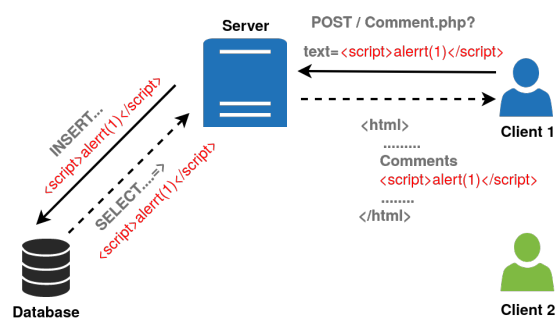 Server
POST / Comment.php?
text=<script>alerrt(1)</script>
INSERT...
<script>alerrt(1)</script>
SELECT....=>
<script>alerrt(1)</script>
Client 1
<html>
.........
Comments
<script>alert(1)</script>
........
</html>
Database
Client 2